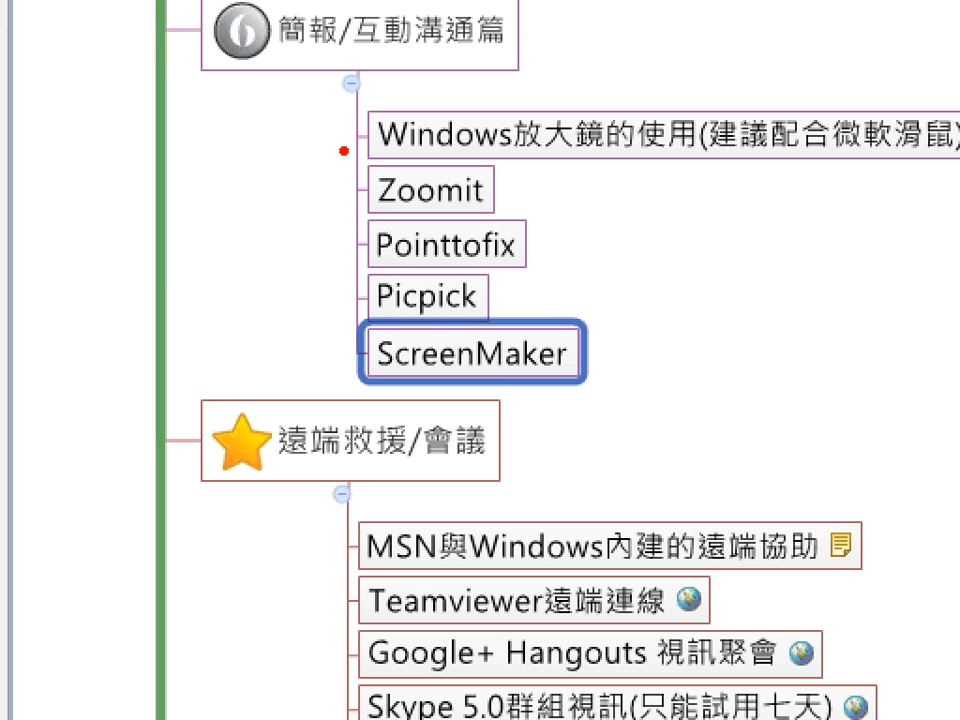 6 簡報/互動溝通篇
Windows放大鏡的使用(建議配合微軟滑鼠)
Zoomit
Pointtofix
Picpick
ScreenMaker
遠端救援/會議
MSN與Windows內建的遠端協助
Teamviewer遠端連線
Google+ Hangouts 視訊聚會
Skype 5.0群組視訊(只能試用七天)